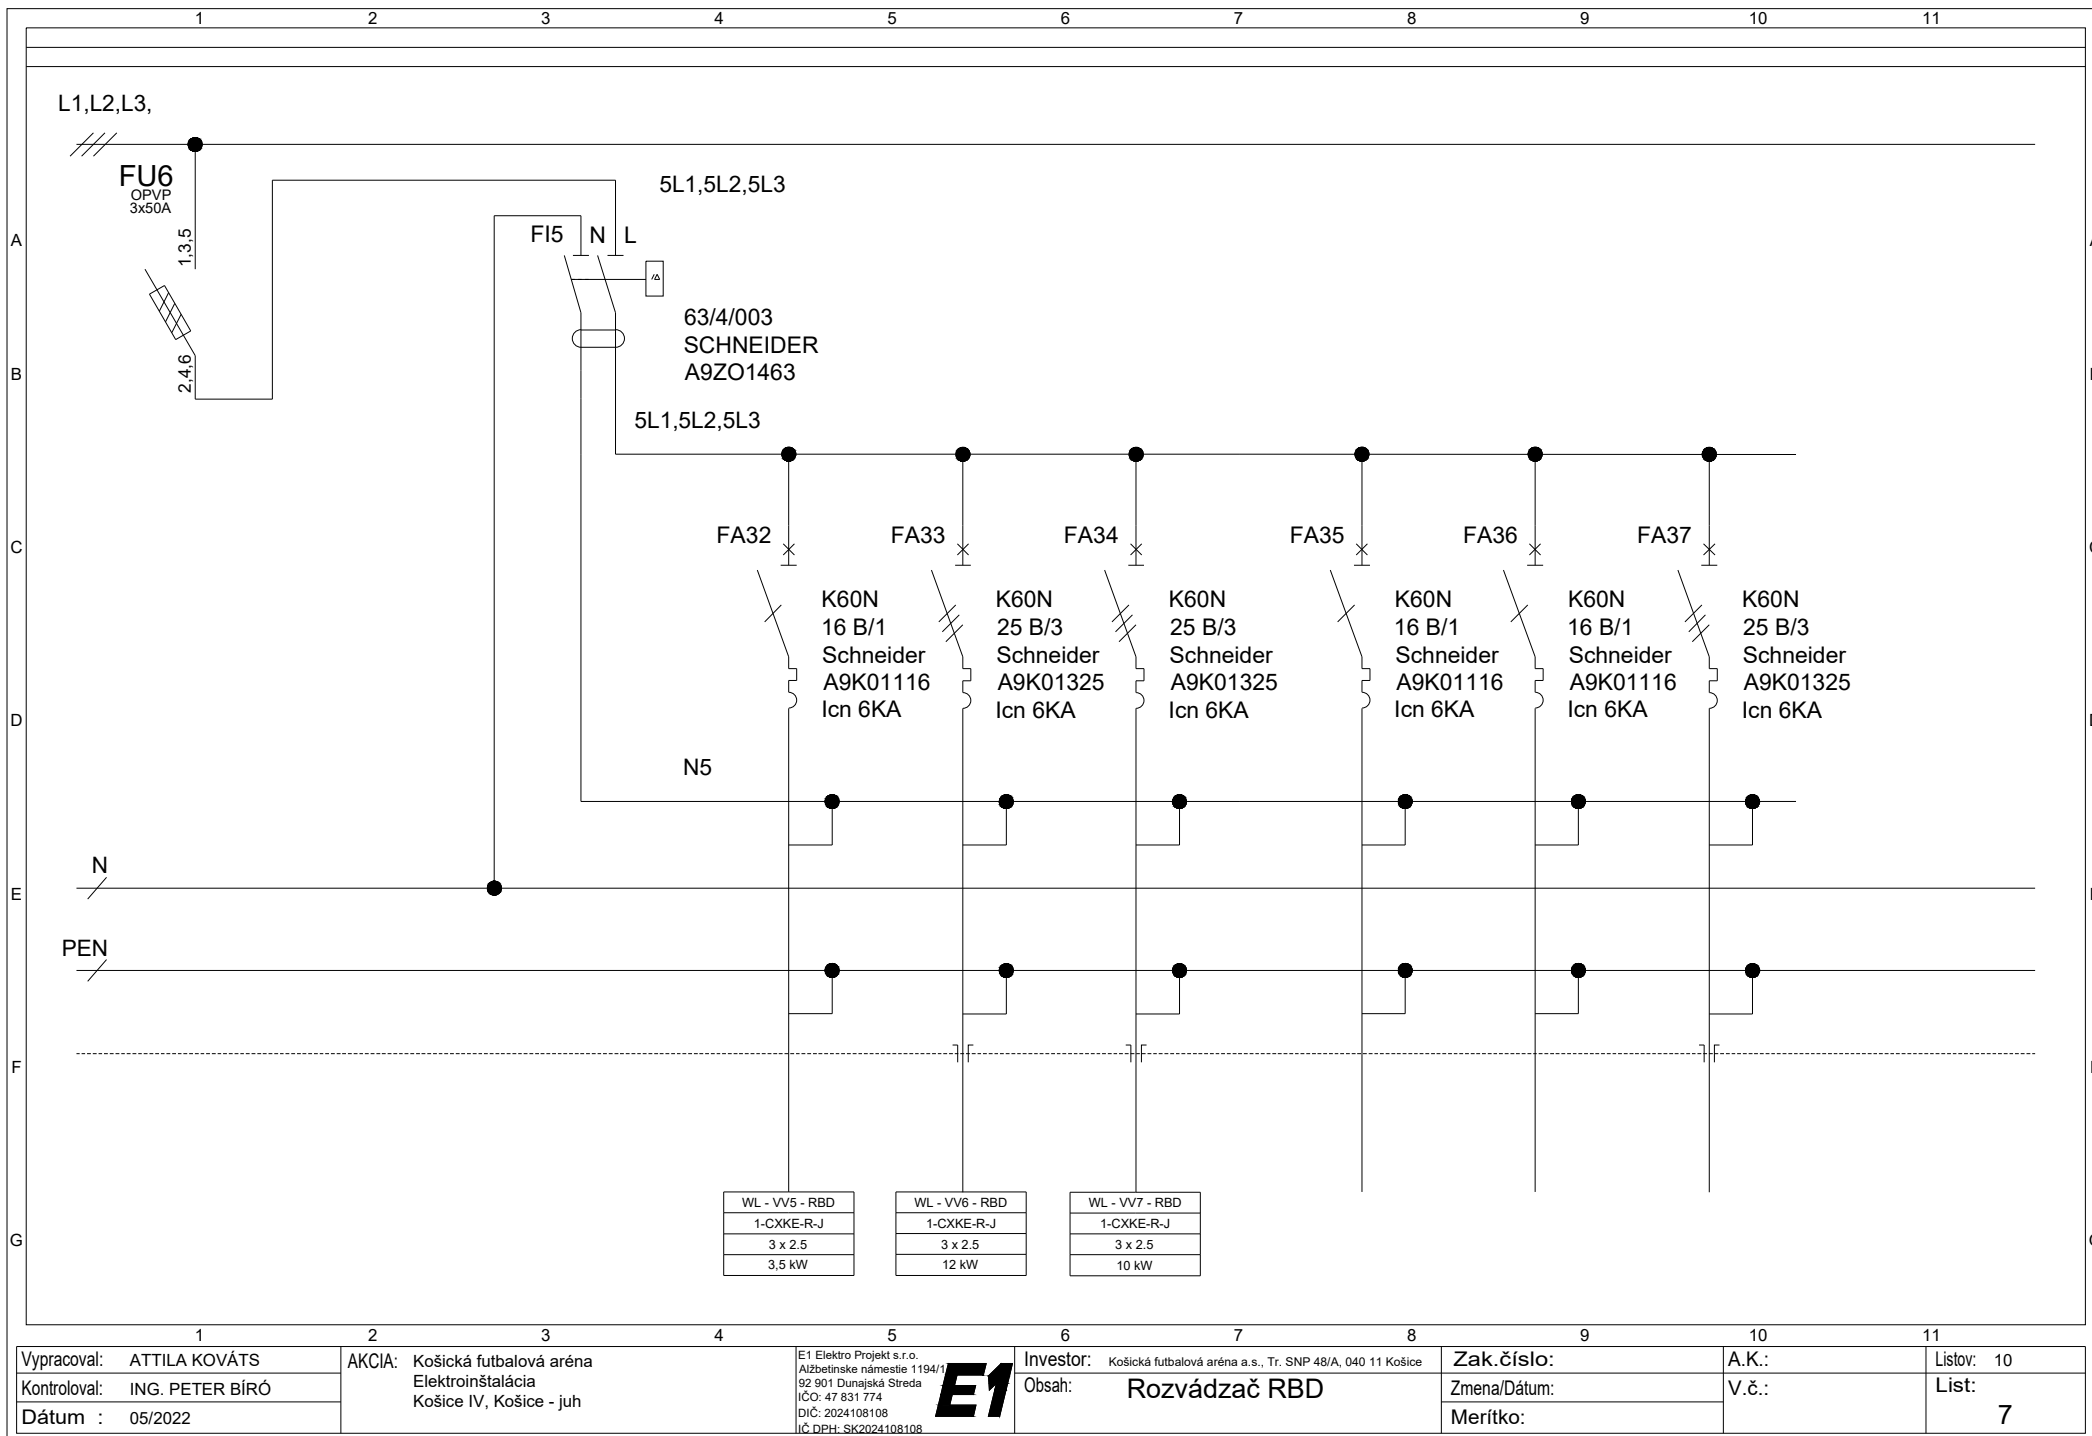 1 2 3 4 5 6 7 8 9 10 11
L1,L2,L3,
FU6
OPVP
3x50A
1,3,5
2,4,6
5L1,5L2,5L3
FI5 N L
63/4/003
SCHNEIDER
A9ZO1463
5L1,5L2,5L3
A
B
C
D
E
F
G
FA32 FA33 FA34 FA35 FA36 FA37
K60N K60N K60N K60N K60N K60N
16 B/1 25 B/3 25 B/3 16 B/1 16 B/1 25 B/3
Schneider Schneider Schneider Schneider Schneider Schneider
A9K01116 A9K01325 A9K01325 A9K01116 A9K01116 A9K01325
Icn 6KA Icn 6KA Icn 6KA Icn 6KA Icn 6KA Icn 6KA
N5
N
PEN
WL - VV5 - RBD WL - VV6 - RBD WL - VV7 - RBD
1-CXKE-R-J 1-CXKE-R-J 1-CXKE-R-J
3 x 2.5 3 x 2.5 3 x 2.5
3,5 kW 12 kW 10 kW
1 2 3 4 5 6 7 8 9 10 11
Vypracoval: ATTILA KOVÁTS
Kontroloval: ING. PETER BÍRÓ
Dátum : 05/2022
AKCIA: Košická futbalová aréna
Elektroinštalácia
Košice IV, Košice - juh
E1 Elektro Projekt s.r.o.
Alžbetinske námestie 1194/1
92 901 Dunajská Streda
IČO: 47 831 774
DIČ: 2024108108
IČ DPH: SK2024108108
E1
Investor: Košická futbalová aréna a.s., Tr. SNP 48/A, 040 11 Košice
Obsah: Rozvádzač RBD
Zak.číslo:
Zmena/Dátum:
Merítko:
A.K.:
V.č.:
Listov: 10
List:
7